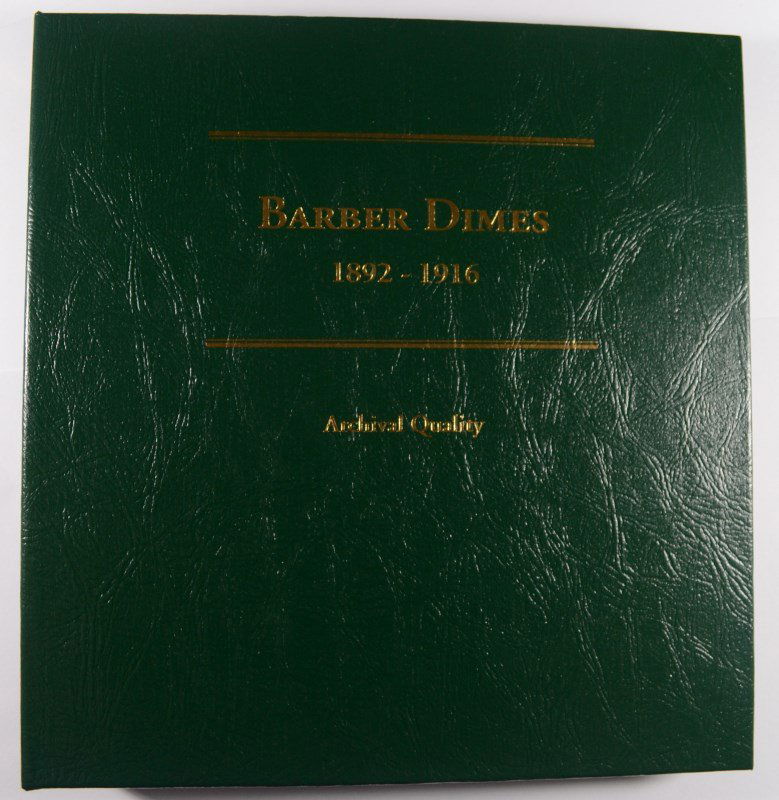 Barber Dimes
1892 - 1916
Archival Quality